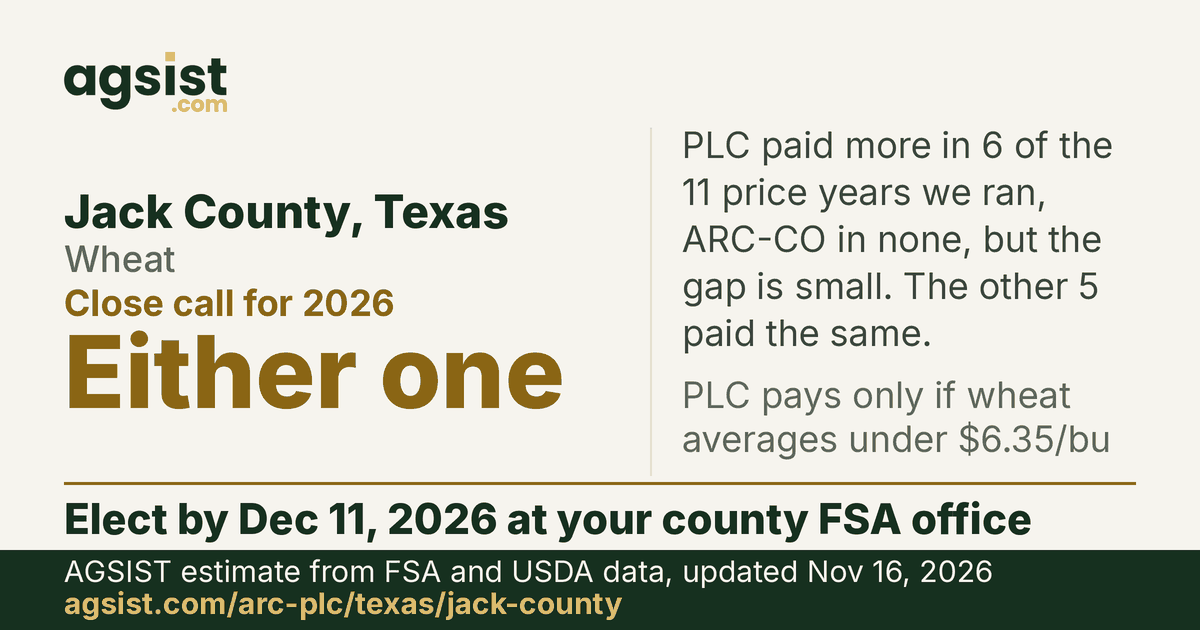 agsist
.com
Jack County, Texas
Wheat
Close call for 2026
Either one
PLC paid more in 6 of the
11 price years we ran,
ARC-CO in none, but the
gap is small. The other 5
paid the same.
PLC pays only if wheat
averages under $6.35/bu
Elect by Dec 11, 2026 at your county FSA office
AGSIST estimate from FSA and USDA data, updated Nov 16, 2026
agsist.com/arc-plc/texas/jack-county